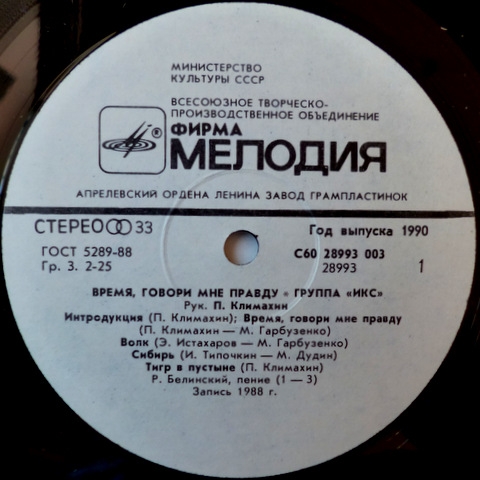 МИНИСТЕРСТВО
КУЛЬТУРЫ СССР
ВСЕСОЮЗНОЕ ТВОРЧЕСКО-
ПРОИЗВОДСТВЕННОЕ ОБЪЕДИНЕНИЕ
®
ФИРМА
МЕЛОДИЯ
АПРЕЛЕВСКИЙ ОРДЕНА ЛЕНИНА ЗАВОД ГРАМПЛАСТИНОК
СТЕРЕО 33
Год выпуска 1990
ГОСТ 5289-88
С60 28993 003
Гр. 3. 2-25
28993
1
ВРЕМЯ, ГОВОРИ МНЕ ПРАВДУ * ГРУППА «ИКС»
Рук. П. Климахин
Интродукция (П. Климахин); Время, говори мне правду
(П. Климахин — М. Гарбузенко)
Волк (Э. Истахаров — М. Гарбузенко)
Сибирь (И. Типочкин — М. Дудин)
Тигр в пустыне (П. Климахин)
Р. Белинский, пение (1 — 3)
Запись 1988 г.